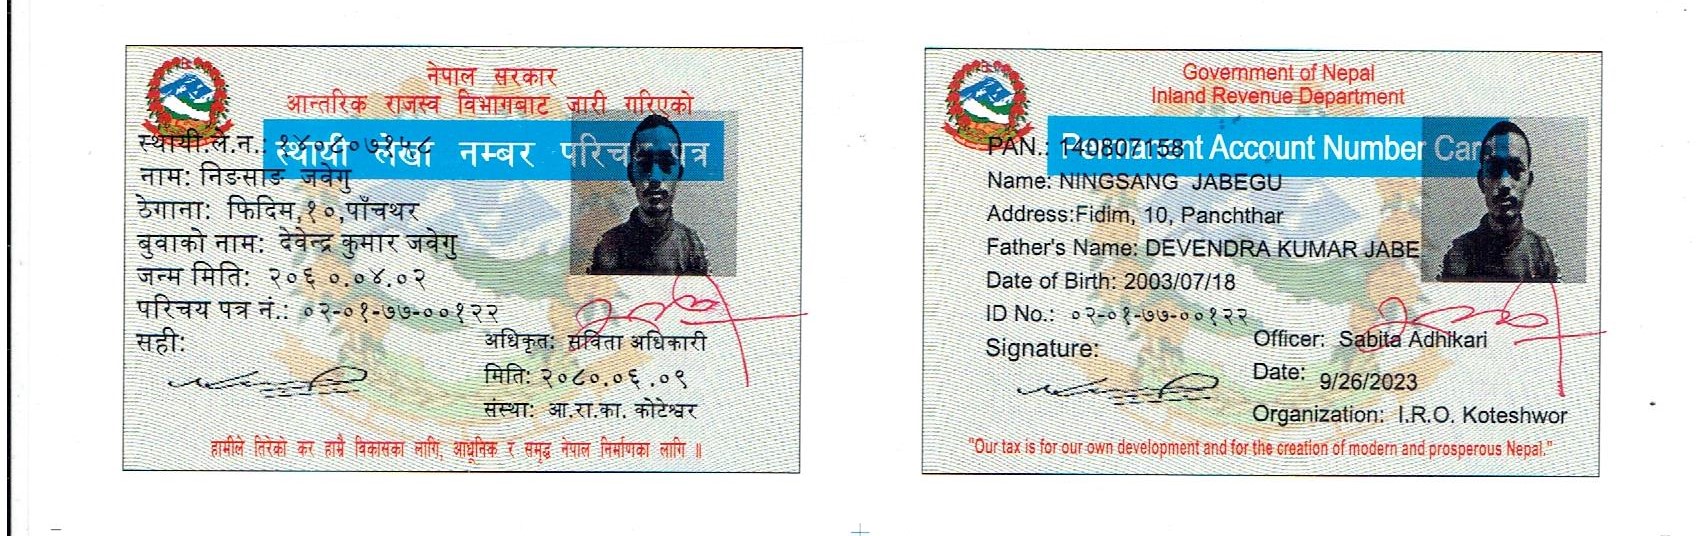 नेपाल सरकार
आन्तरिक राजस्व विभागबाट जारी गरिएको
स्थायी लेखा नम्बर परिचय पत्र
स्थायी.ले.न.: १४०८०७१५८
नाम: निङसाङ जवेगु
ठेगाना: फिदिम,१०,पाँचथर
बुवाको नाम: देवेन्द्र कुमार जवेगु
जन्म मिति: २०६०.०४.०२
परिचय पत्र नं.: ०२-०१-७७-००१२२
सही:
अधिकृत: सविता अधिकारी
मिति: २०८०.०६.०९
संस्था: आ.रा.का. कोटेश्वर
हामीले तिरेको कर हाम्रै विकासका लागि, आधूनिक र समृद्ध नेपाल निर्माणका लागि ॥
Government of Nepal
Inland Revenue Department
Permanent Account Number Card
PAN.: 140807158
Name: NINGSANG JABEGU
Address:Fidim, 10, Panchthar
Father's Name: DEVENDRA KUMAR JABE
Date of Birth: 2003/07/18
ID No.: ०२-०१-७७-००१२२
Signature:
Officer: Sabita Adhikari
Date: 9/26/2023
Organization: I.R.O. Koteshwor
"Our tax is for our own development and for the creation of modern and prosperous Nepal."